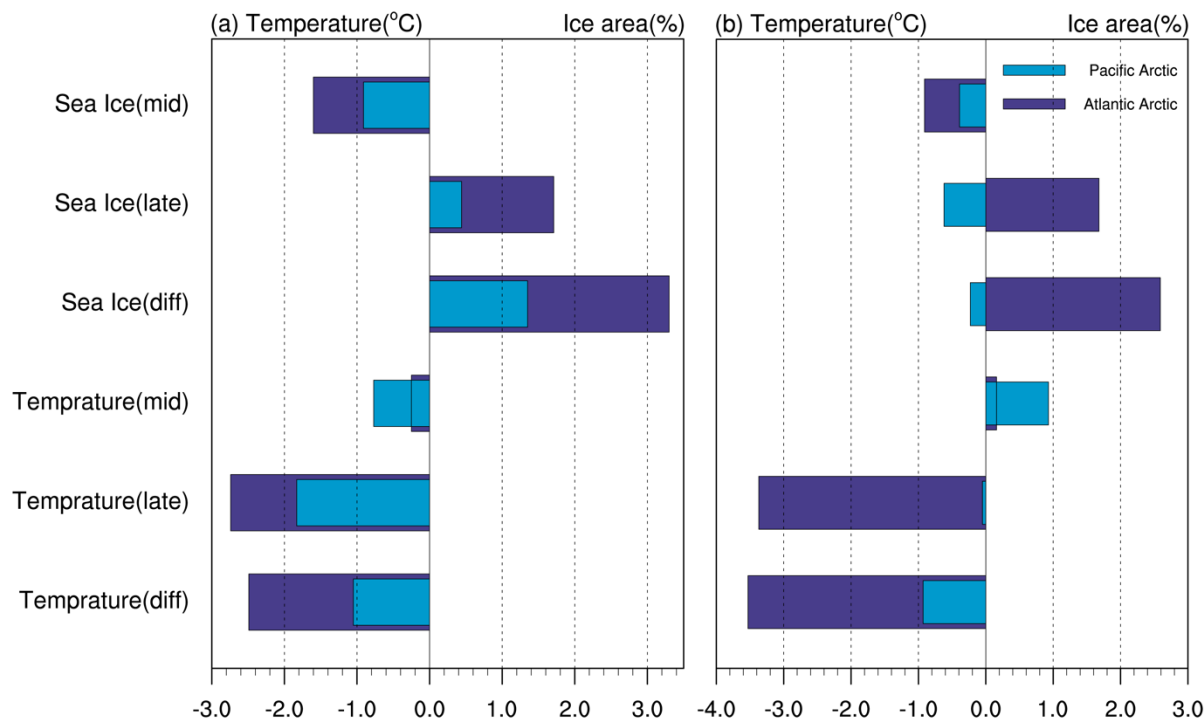 (a) Temperature(°C) Ice area(%)
(b) Temperature(°C) Ice area(%)
Pacific Arctic
Atlantic Arctic
Sea Ice(mid)
Sea Ice(late)
Sea Ice(diff)
Temprature(mid)
Temprature(late)
Temprature(diff)
-3.0 -2.0 -1.0 0.0 1.0 2.0 3.0
-4.0 -3.0 -2.0 -1.0 0.0 1.0 2.0 3.0